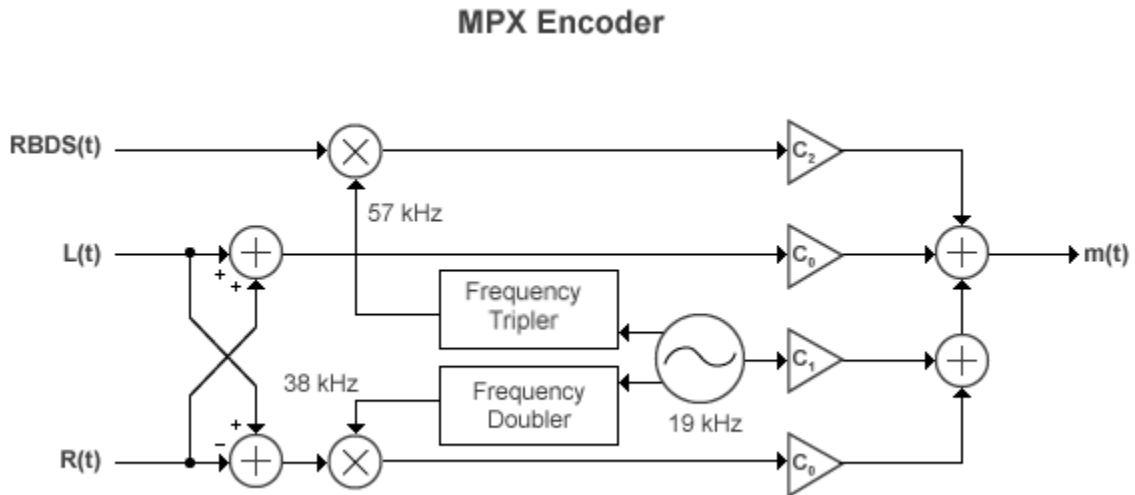 MPX Encoder
RBDS(t)
C2
57 kHz
L(t)
+
+
C0
m(t)
Frequency
Tripler
C1
38 kHz
Frequency
Doubler
19 kHz
+
−
R(t)
C0